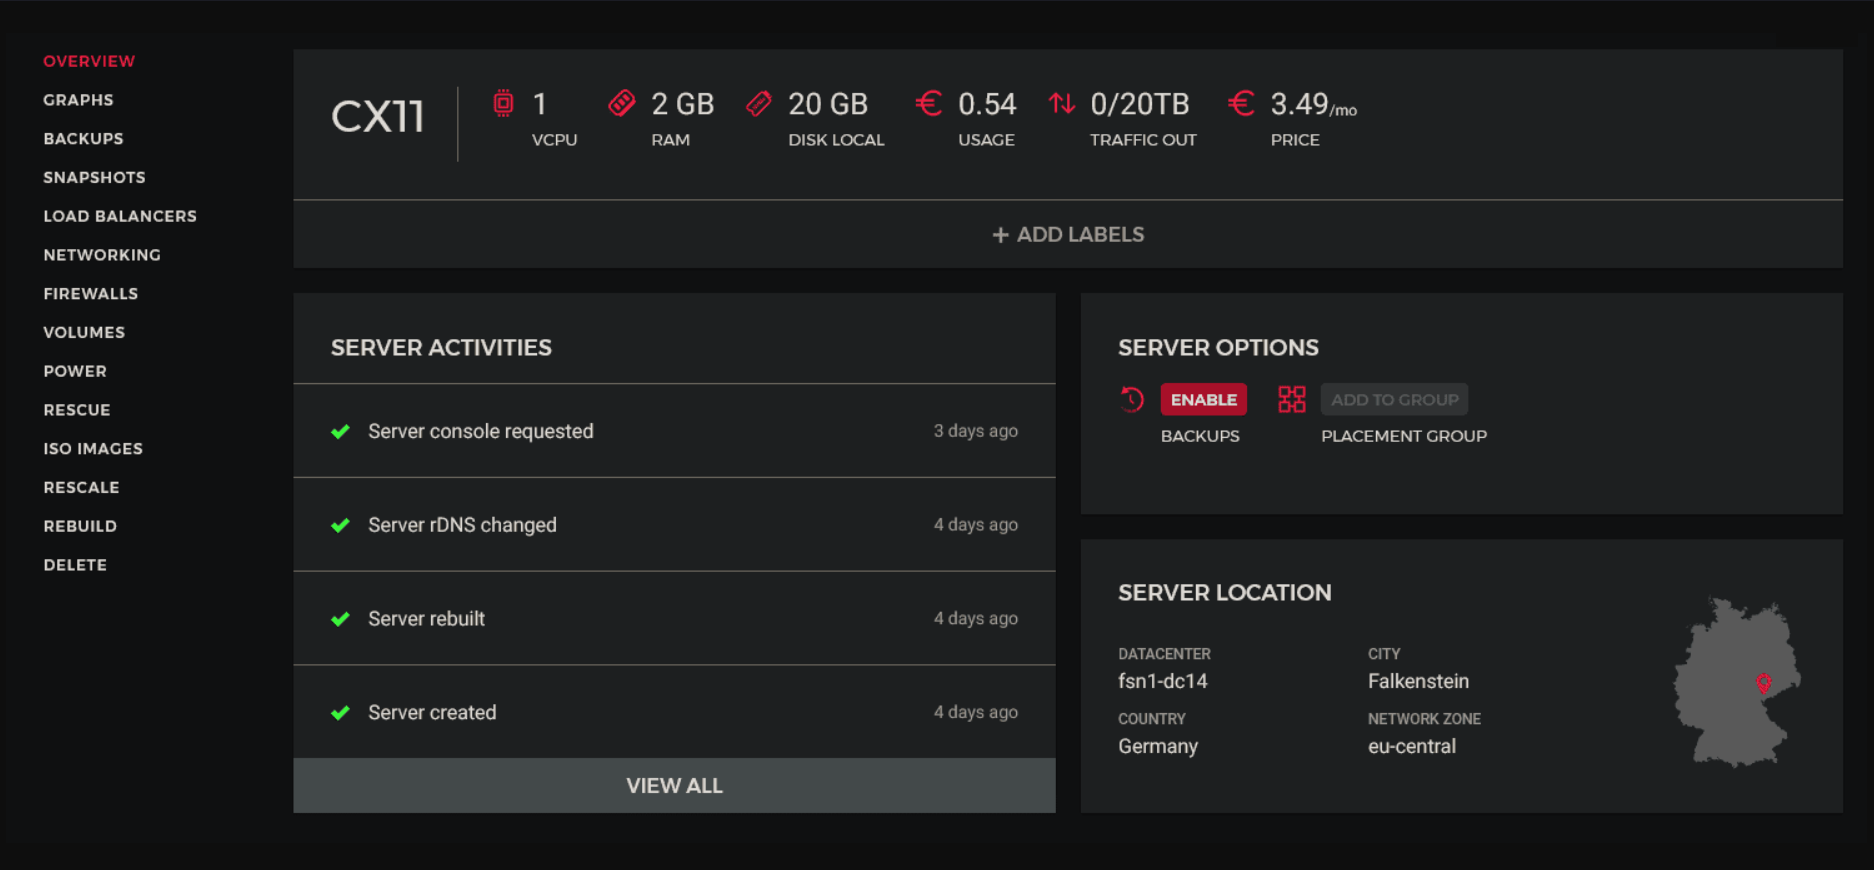 OVERVIEW
GRAPHS
BACKUPS
SNAPSHOTS
LOAD BALANCERS
NETWORKING
FIREWALLS
VOLUMES
POWER
RESCUE
ISO IMAGES
RESCALE
REBUILD
DELETE
CX11
1
VCPU
2 GB
RAM
20 GB
DISK LOCAL
€ 0.54
USAGE
0/20TB
TRAFFIC OUT
€ 3.49/mo
PRICE
+ ADD LABELS
SERVER ACTIVITIES
Server console requested 3 days ago
Server rDNS changed 4 days ago
Server rebuilt 4 days ago
Server created 4 days ago
VIEW ALL
SERVER OPTIONS
ENABLE
BACKUPS
ADD TO GROUP
PLACEMENT GROUP
SERVER LOCATION
DATACENTER
fsn1-dc14
CITY
Falkenstein
COUNTRY
Germany
NETWORK ZONE
eu-central